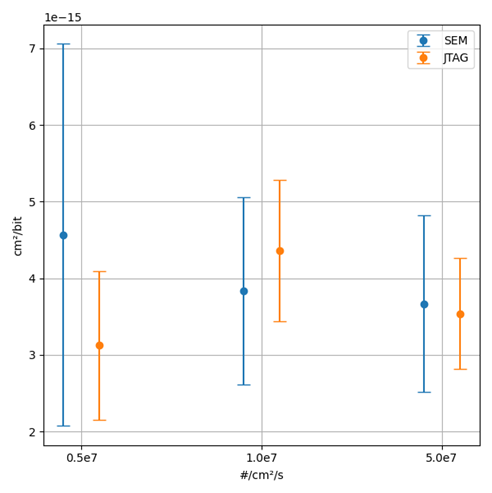 1e−15
SEM
JTAG
7
6
5
4
3
2
cm²/bit
0.5e7
1.0e7
5.0e7
#/cm²/s